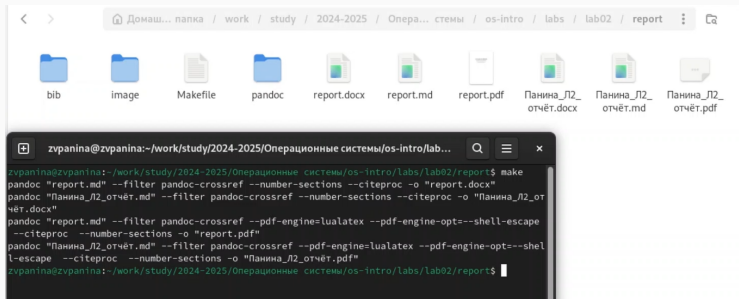 Домаш… папка / work / study / 2024-2025 / Опера… стемы / os-intro / labs / lab02 / report
bib
image
Makefile
pandoc
report.docx
report.md
report.pdf
Панина_Л2_
отчёт.docx
Панина_Л2_
отчёт.md
Панина_Л2_
отчёт.pdf
zvpanina@zvpanina:~/work/study/2024-2025/Операционные системы/os-intro/lab…
zvpanina@zvpanina:~/work/study/2024-2025/Операционные системы/os-intro/labs/lab02/report$ make
pandoc "report.md" --filter pandoc-crossref --number-sections --citeproc -o "report.docx"
pandoc "Панина_Л2_отчёт.md" --filter pandoc-crossref --number-sections --citeproc -o "Панина_Л2_от
чёт.docx"
pandoc "report.md" --filter pandoc-crossref --pdf-engine=lualatex --pdf-engine-opt=--shell-escape
--citeproc --number-sections -o "report.pdf"
pandoc "Панина_Л2_отчёт.md" --filter pandoc-crossref --pdf-engine=lualatex --pdf-engine-opt=--shel
l-escape --citeproc --number-sections -o "Панина_Л2_отчёт.pdf"
zvpanina@zvpanina:~/work/study/2024-2025/Операционные системы/os-intro/labs/lab02/report$